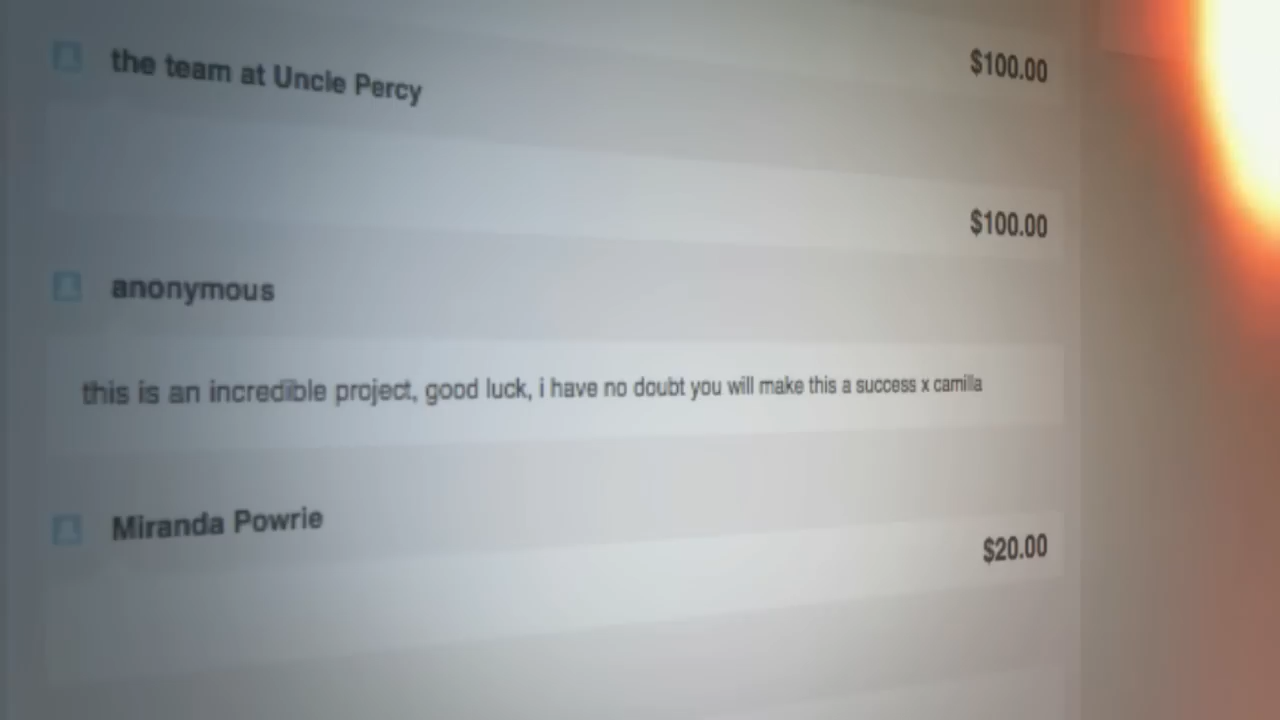 the team at Uncle Percy
$100.00
$100.00
anonymous
this is an incredible project, good luck, i have no doubt you will make this a success x camilla
Miranda Powrie
$20.00